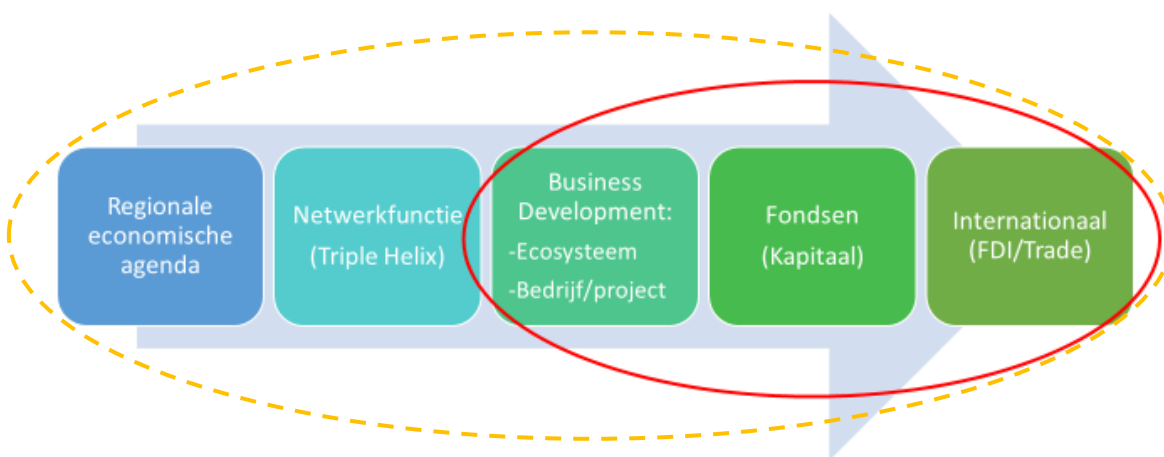 Regionale
economische
agenda
Netwerkfunctie
(Triple Helix)
Business
Development:
-Ecosysteem
-Bedrijf/project
Fondsen
(Kapitaal)
Internationaal
(FDI/Trade)